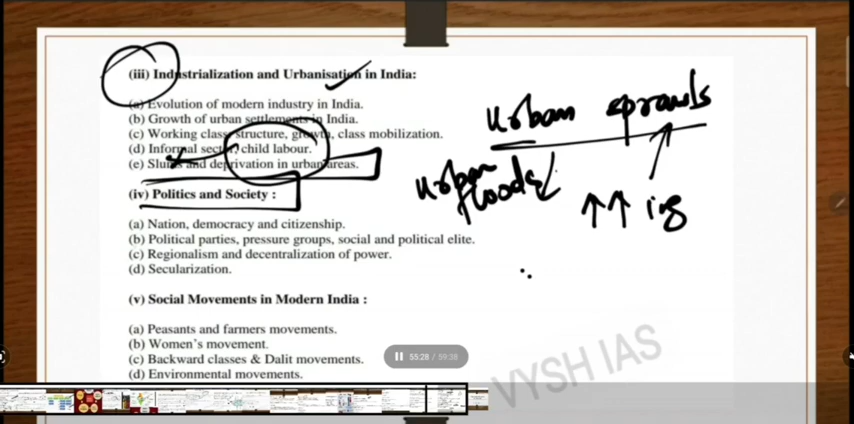 (iii) Industrialization and Urbanisation in India:
(a) Evolution of modern industry in India.
(b) Growth of urban settlements in India.
(c) Working class structure, growth, class mobilization.
(d) Informal sector, child labour.
(e) Slums and deprivation in urban areas.
urban sprawls
urban
floods
↑↑ ing
(iv) Politics and Society :
(a) Nation, democracy and citizenship.
(b) Political parties, pressure groups, social and political elite.
(c) Regionalism and decentralization of power.
(d) Secularization.
(v) Social Movements in Modern India :
(a) Peasants and farmers movements.
(b) Women's movement.
(c) Backward classes & Dalit movements.
(d) Environmental movements.
55:28 / 59:38
VYSH IAS